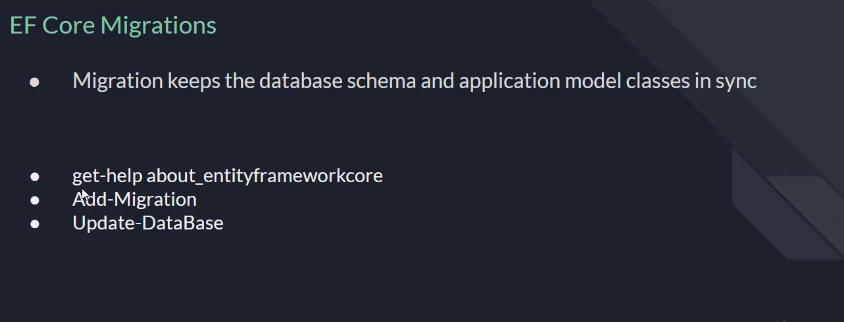 EF Core Migrations
● Migration keeps the database schema and application model classes in sync
● get-help about_entityframeworkcore
● Add-Migration
● Update-DataBase